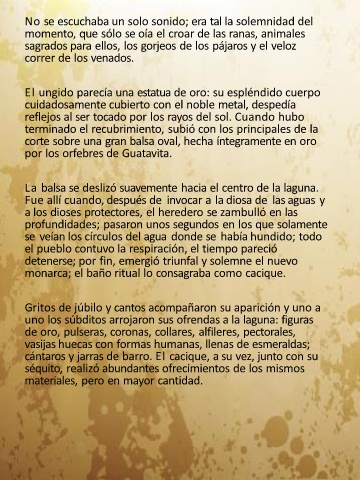 No se escuchaba un solo sonido; era tal la solemnidad del
momento, que sólo se oía el croar de las ranas, animales
sagrados para ellos, los gorjeos de los pájaros y el veloz
correr de los venados.
El ungido parecía una estatua de oro: su espléndido cuerpo
cuidadosamente cubierto con el noble metal, despedía
reflejos al ser tocado por los rayos del sol. Cuando hubo
terminado el recubrimiento, subió con los principales de la
corte sobre una gran balsa oval, hecha íntegramente en oro
por los orfebres de Guatavita.
La balsa se deslizó suavemente hacia el centro de la laguna.
Fue allí cuando, después de invocar a la diosa de las aguas y
a los dioses protectores, el heredero se zambulló en las
profundidades; pasaron unos segundos en los que solamente
se veían los círculos del agua donde se había hundido; todo
el pueblo contuvo la respiración, el tiempo pareció
detenerse; por fin, emergió triunfal y solemne el nuevo
monarca; el baño ritual lo consagraba como cacique.
Gritos de júbilo y cantos acompañaron su aparición y uno a
uno los súbditos arrojaron sus ofrendas a la laguna: figuras
de oro, pulseras, coronas, collares, alfileres, pectorales,
vasijas huecas con formas humanas, llenas de esmeraldas;
cántaros y jarras de barro. El cacique, a su vez, junto con su
séquito, realizó abundantes ofrecimientos de los mismos
materiales, pero en mayor cantidad.